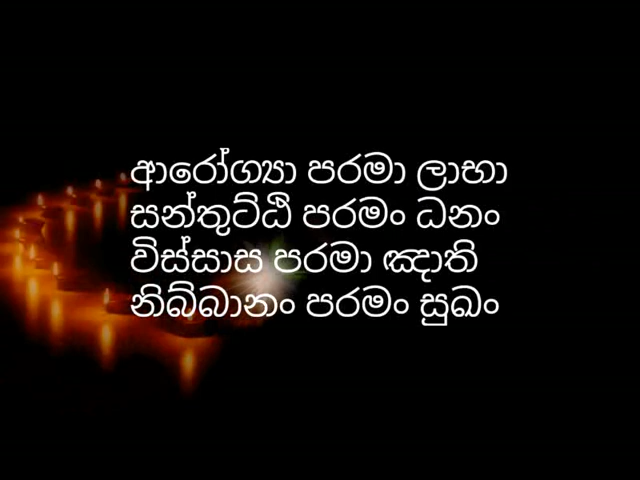 ආරෝග්‍යා පරමා ලාභා
සන්තුට්ඨි පරමං ධනං
විස්සාස පරමා ඤාති
නිබ්බානං පරමං සුඛං